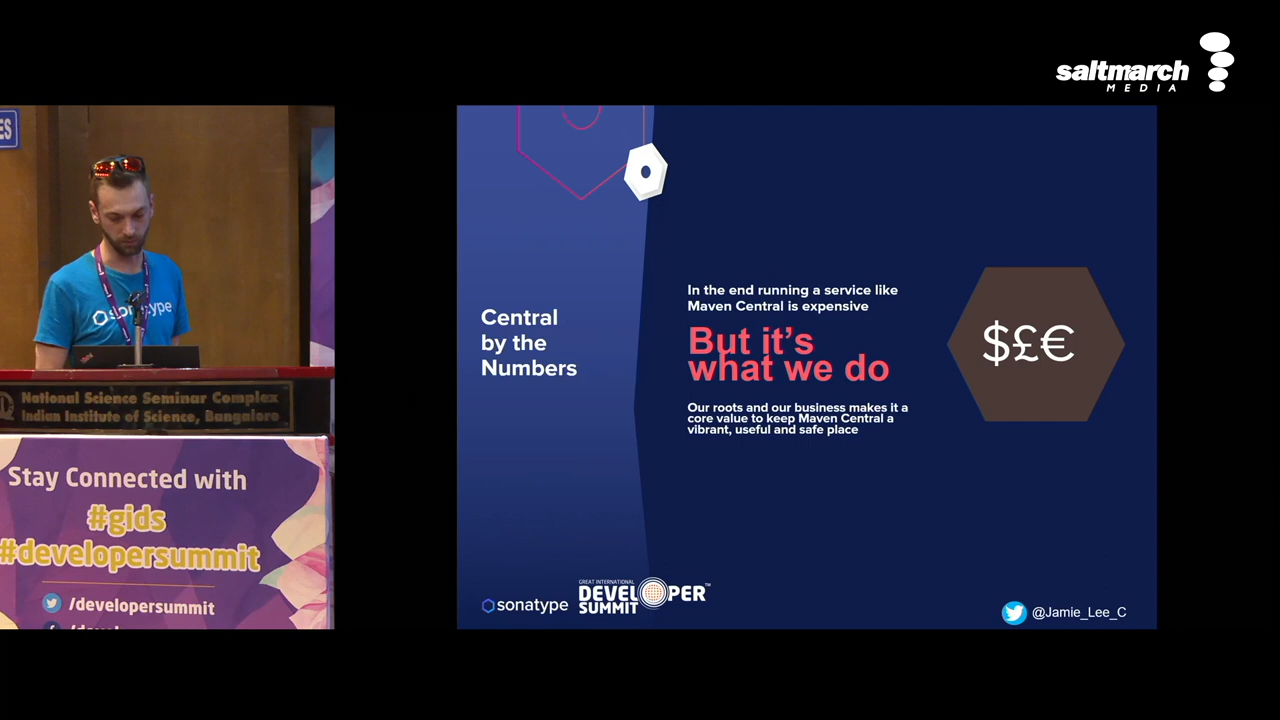 saltmarch
MEDIA
ES
sonatype
National Science Seminar Complex
Indian Institute of Science, Bangalore
Stay Connected with
#gids
#developersummit
/developersummit
Central
by the
Numbers
In the end running a service like
Maven Central is expensive
But it's
what we do
Our roots and our business makes it a
core value to keep Maven Central a
vibrant, useful and safe place
$£€
sonatype
GREAT INTERNATIONAL
DEVELOPER™
SUMMIT
@Jamie_Lee_C